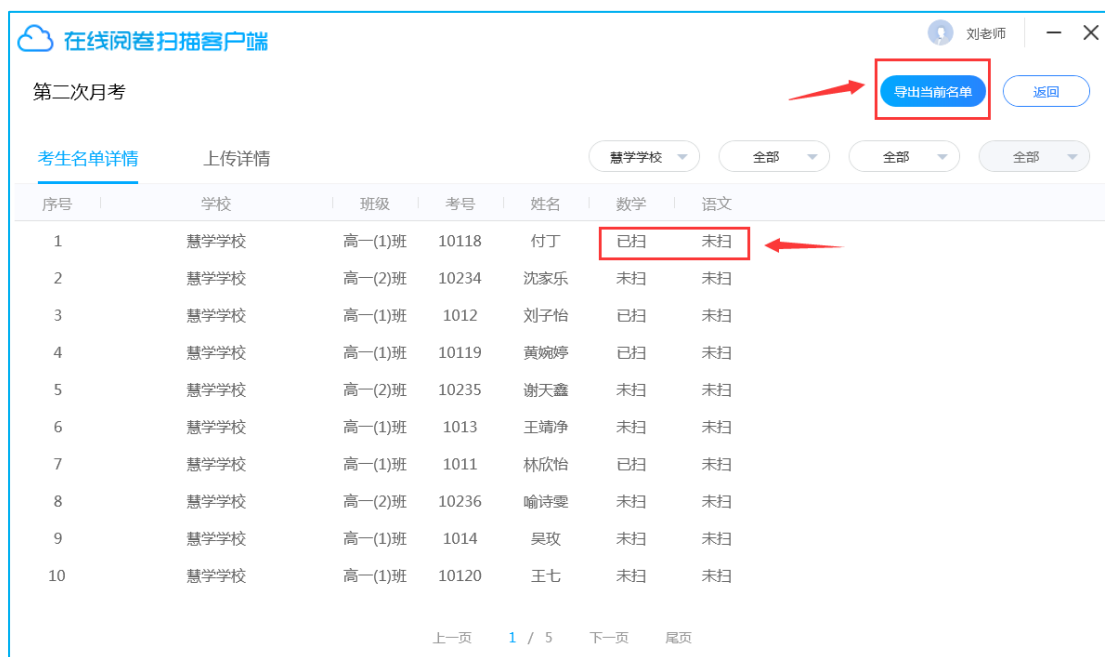 在线阅卷扫描客户端 刘老师
第二次月考 导出当前名单 返回
考生名单详情 上传详情 慧学学校 全部 全部 全部
序号 学校 班级 考号 姓名 数学 语文
1 慧学学校 高一(1)班 10118 付丁 已扫 未扫
2 慧学学校 高一(2)班 10234 沈家乐 未扫 未扫
3 慧学学校 高一(1)班 1012 刘子怡 已扫 未扫
4 慧学学校 高一(1)班 10119 黄婉婷 已扫 未扫
5 慧学学校 高一(2)班 10235 谢天鑫 未扫 未扫
6 慧学学校 高一(1)班 1013 王靖净 未扫 未扫
7 慧学学校 高一(1)班 1011 林欣怡 已扫 未扫
8 慧学学校 高一(2)班 10236 喻诗雯 未扫 未扫
9 慧学学校 高一(1)班 1014 吴玫 未扫 未扫
10 慧学学校 高一(1)班 10120 王七 未扫 未扫
上一页 1 / 5 下一页 尾页